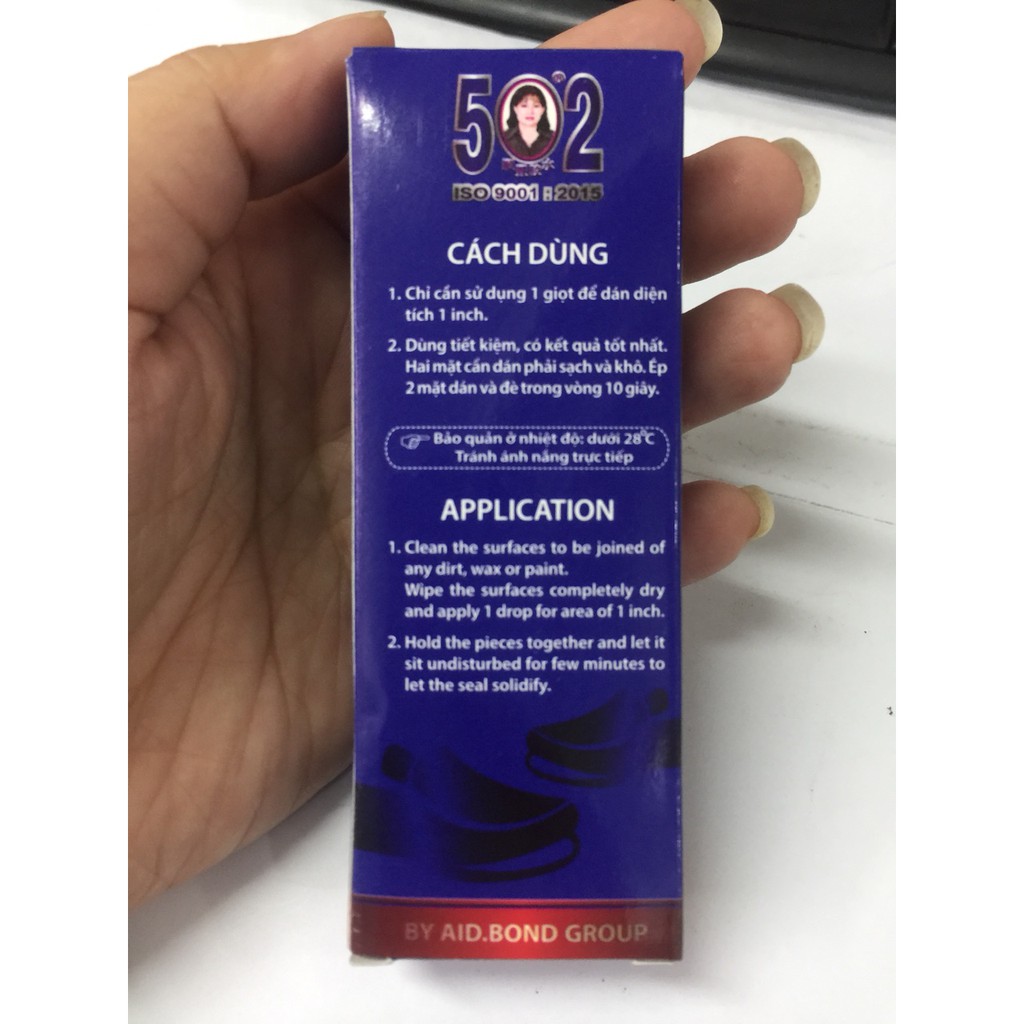 502
ISO 9001 : 2015
CÁCH DÙNG
1. Chỉ cần sử dụng 1 giọt để dán diện
tích 1 inch.
2. Dùng tiết kiệm, có kết quả tốt nhất.
Hai mặt cần dán phải sạch và khô. Ép
2 mặt dán và đè trong vòng 10 giây.
Bảo quản ở nhiệt độ: dưới 28°C
Tránh ánh nắng trực tiếp
APPLICATION
1. Clean the surfaces to be joined of
any dirt, wax or paint.
Wipe the surfaces completely dry
and apply 1 drop for area of 1 inch.
2. Hold the pieces together and let it
sit undisturbed for few minutes to
let the seal solidify.
BY AID.BOND GROUP